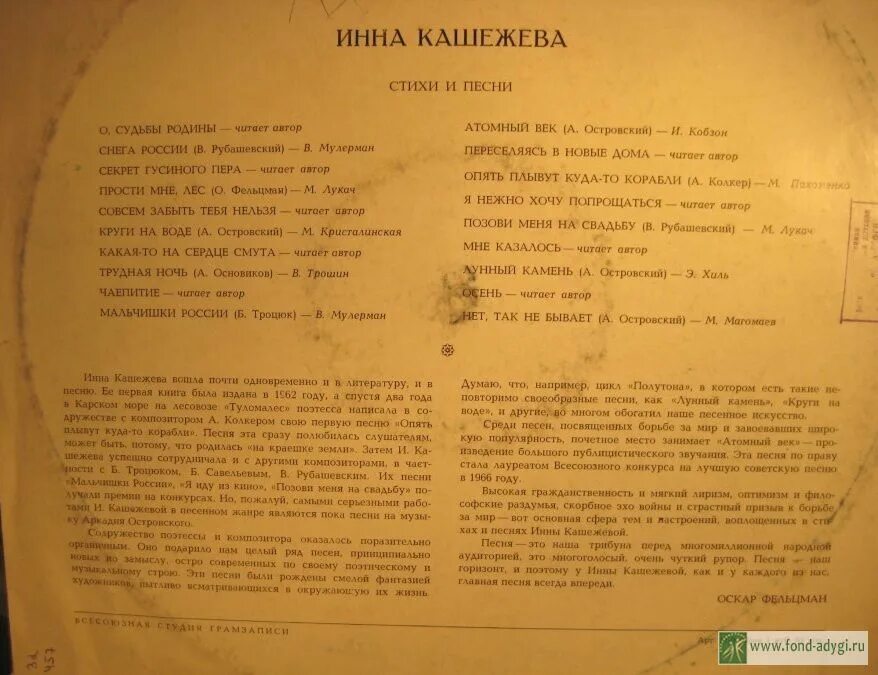 ИННА КАШЕЖЕВА
СТИХИ И ПЕСНИ
О, СУДЬБЫ РОДИНЫ — читает автор
СНЕГА РОССИИ (В. Рубашевский) — В. Мулерман
СЕКРЕТ ГУСИНОГО ПЕРА — читает автор
ПРОСТИ МНЕ, ЛЕС (О. Фельцман) — М. Лукач
СОВСЕМ ЗАБЫТЬ ТЕБЯ НЕЛЬЗЯ — читает автор
КРУГИ НА ВОДЕ (А. Островский) — М. Кристалинская
КАКАЯ-ТО НА СЕРДЦЕ СМУТА — читает автор
ТРУДНАЯ НОЧЬ (А. Основиков) — В. Трошин
ЧАЕПИТИЕ — читает автор
МАЛЬЧИШКИ РОССИИ (Б. Троцюк) — В. Мулерман
АТОМНЫЙ ВЕК (А. Островский) — И. Кобзон
ПЕРЕСЕЛЯЯСЬ В НОВЫЕ ДОМА — читает автор
ОПЯТЬ ПЛЫВУТ КУДА-ТО КОРАБЛИ (А. Колкер) — М. Пахоменко
Я НЕЖНО ХОЧУ ПОПРОЩАТЬСЯ — читает автор
ПОЗОВИ МЕНЯ НА СВАДЬБУ (В. Рубашевский) — М. Лукач
МНЕ КАЗАЛОСЬ — читает автор
ЛУННЫЙ КАМЕНЬ (А. Островский) — Э. Хиль
ОСЕНЬ — читает автор
НЕТ, ТАК НЕ БЫВАЕТ (А. Островский) — М. Магомаев
Инна Кашежева вошла почти одновременно и в литературу, и в
песню. Ее первая книга была издана в 1962 году, а спустя два года
в Карском море на лесовозе «Туломалес» поэтесса написала в со-
дружестве с композитором А. Колкером свою первую песню «Опять
плывут куда-то корабли». Песня эта сразу полюбилась слушателям,
может быть, потому, что родилась «на краешке земли». Затем И. Ка-
шежева успешно сотрудничала и с другими композиторами, в част-
ности с Б. Троцюком, Б. Савельевым, В. Рубашевским. Их песни
«Мальчишки России», «Я иду из кино», «Позови меня на свадьбу» по-
лучали премии на конкурсах. Но, пожалуй, самыми серьезными рабо-
тами И. Кашежевой в песенном жанре являются пока песни на музы-
ку Аркадия Островского.
Содружество поэтессы и композитора оказалось поразительно
органичным. Оно подарило нам целый ряд песен, принципиально
новых по замыслу, остро современных по своему поэтическому и
музыкальному строю. Эти песни были рождены смелой фантазией
художников, пытливо всматривающихся в окружающую их жизнь
Думаю, что, например, цикл «Полутона», в котором есть такие не-
повторимо своеобразные песни, как «Лунный камень», «Круги на
воде», и другие, во многом обогатил наше песенное искусство.
Среди песен, посвященных борьбе за мир и завоевавших широ-
кую популярность, почетное место занимает «Атомный век» — про-
изведение большого публицистического звучания. Эта песня по праву
стала лауреатом Всесоюзного конкурса на лучшую советскую песню
в 1966 году.
Высокая гражданственность и мягкий лиризм, оптимизм и фило-
софские раздумья, скорбное эхо войны и страстный призыв к борьбе
за мир — вот основная сфера тем и настроений, воплощенных в сти-
хах и песнях Инны Кашежевой.
Песня — это наша трибуна перед многомиллионной народной
аудиторией, это многоголосый, очень чуткий рупор. Песня — наш
горизонт, и поэтому у Инны Кашежевой, как и у каждого из нас,
главная песня всегда впереди.
ОСКАР ФЕЛЬЦМАН
ВСЕСОЮЗНАЯ СТУДИЯ ГРАМЗАПИСИ
Арт
www.fond-adygi.ru